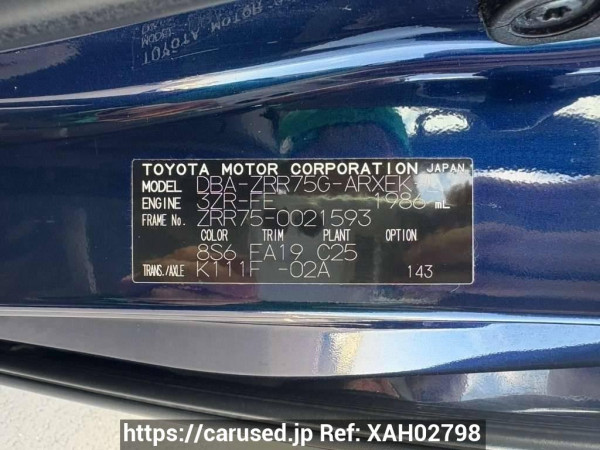 TOYOTA MOTOR CORPORATION JAPAN
MODEL DBA-ZRR75G-ARXEK
ENGINE 3ZR-FE 1986 mL
FRAME No. ZRR75-0021593
COLOR TRIM PLANT OPTION
8S6 FA19 C25
TRANS./AXLE K111F -02A 143
https://carused.jp Ref: XAH02798